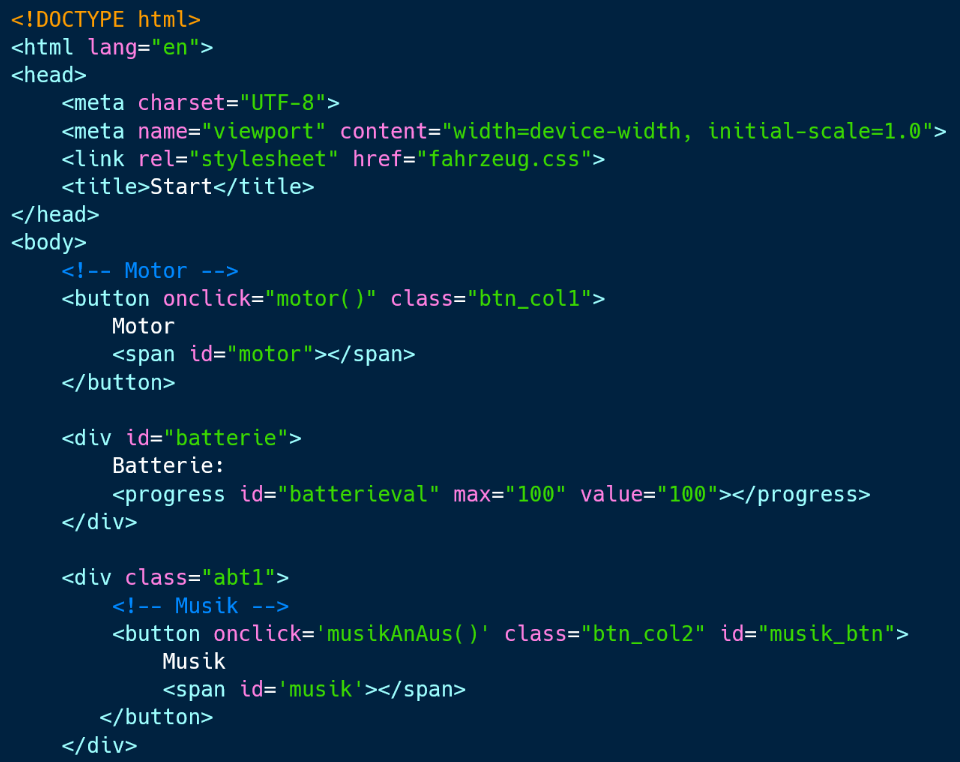 <!DOCTYPE html>
<html lang="en">
<head>
    <meta charset="UTF-8">
    <meta name="viewport" content="width=device-width, initial-scale=1.0">
    <link rel="stylesheet" href="fahrzeug.css">
    <title>Start</title>
</head>
<body>
    <!-- Motor -->
    <button onclick="motor()" class="btn_col1">
        Motor
        <span id="motor"></span>
    </button>

    <div id="batterie">
        Batterie:
        <progress id="batterieval" max="100" value="100"></progress>
    </div>

    <div class="abt1">
        <!-- Musik -->
        <button onclick='musikAnAus()' class="btn_col2" id="musik_btn">
            Musik
            <span id='musik'></span>
       </button>
    </div>